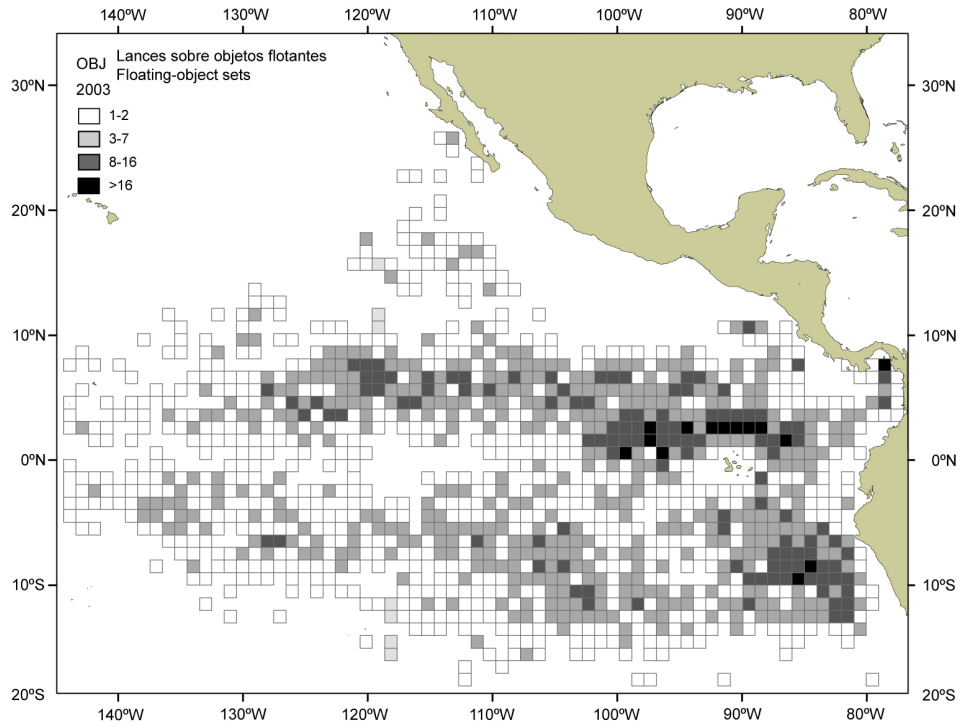 140ºW 130ºW 120ºW 110ºW 100ºW 90ºW 80ºW
OBJ Lances sobre objetos flotantes
Floating-object sets
2003
1-2
3-7
8-16
>16
30ºN 30ºN
20ºN 20ºN
10ºN 10ºN
0ºN 0ºN
10ºS 10ºS
20ºS 20ºS
140ºW 130ºW 120ºW 110ºW 100ºW 90ºW 80ºW